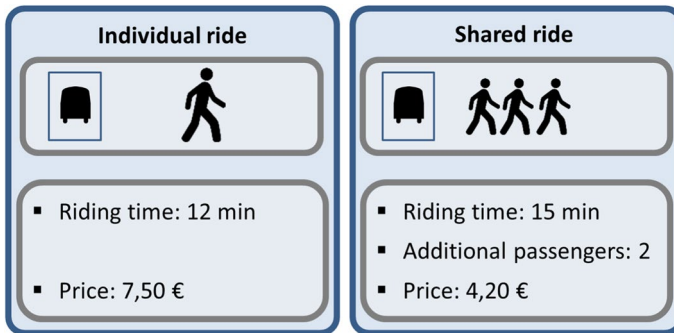 Individual ride
▪ Riding time: 12 min
▪ Price: 7,50 €
Shared ride
▪ Riding time: 15 min
▪ Additional passengers: 2
▪ Price: 4,20 €